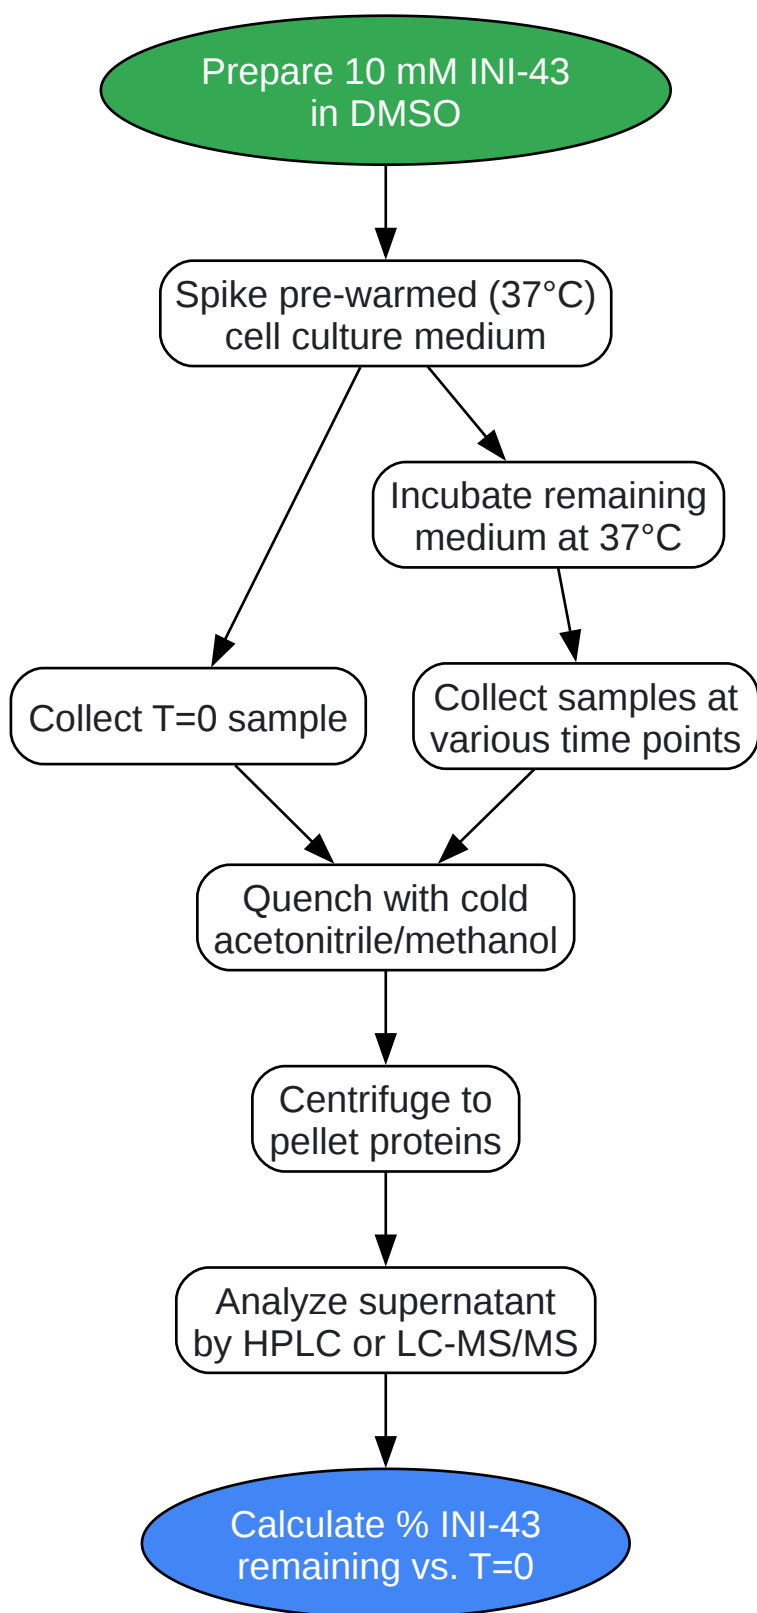 Prepare 10 mM INI-43
in DMSO
Spike pre-warmed (37°C)
cell culture medium
Incubate remaining
medium at 37°C
Collect T=0 sample
Collect samples at
various time points
Quench with cold
acetonitrile/methanol
Centrifuge to
pellet proteins
Analyze supernatant
by HPLC or LC-MS/MS
Calculate % INI-43
remaining vs. T=0